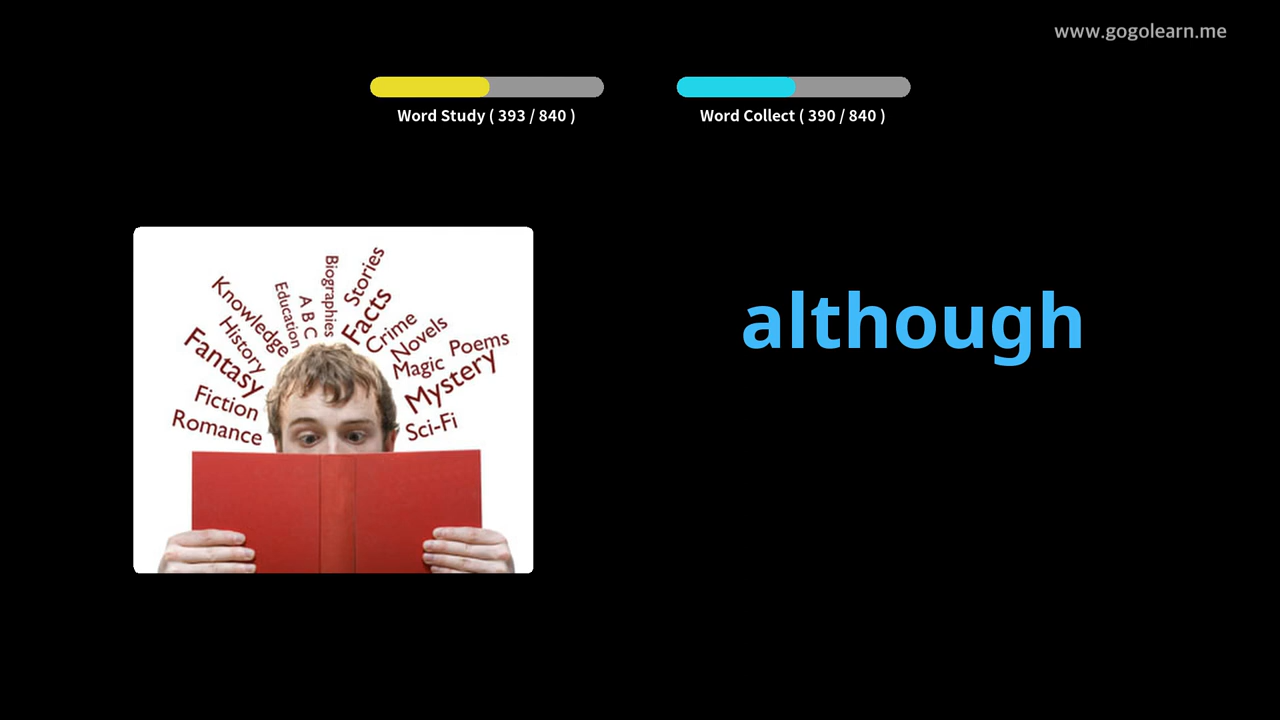 www.gogolearn.me
Word Study ( 393 / 840 )
Word Collect ( 390 / 840 )
although
Biographies
Stories
Education
A B C
Facts
Knowledge
Crime
History
Novels
Fantasy
Magic
Poems
Mystery
Fiction
Romance
Sci-Fi